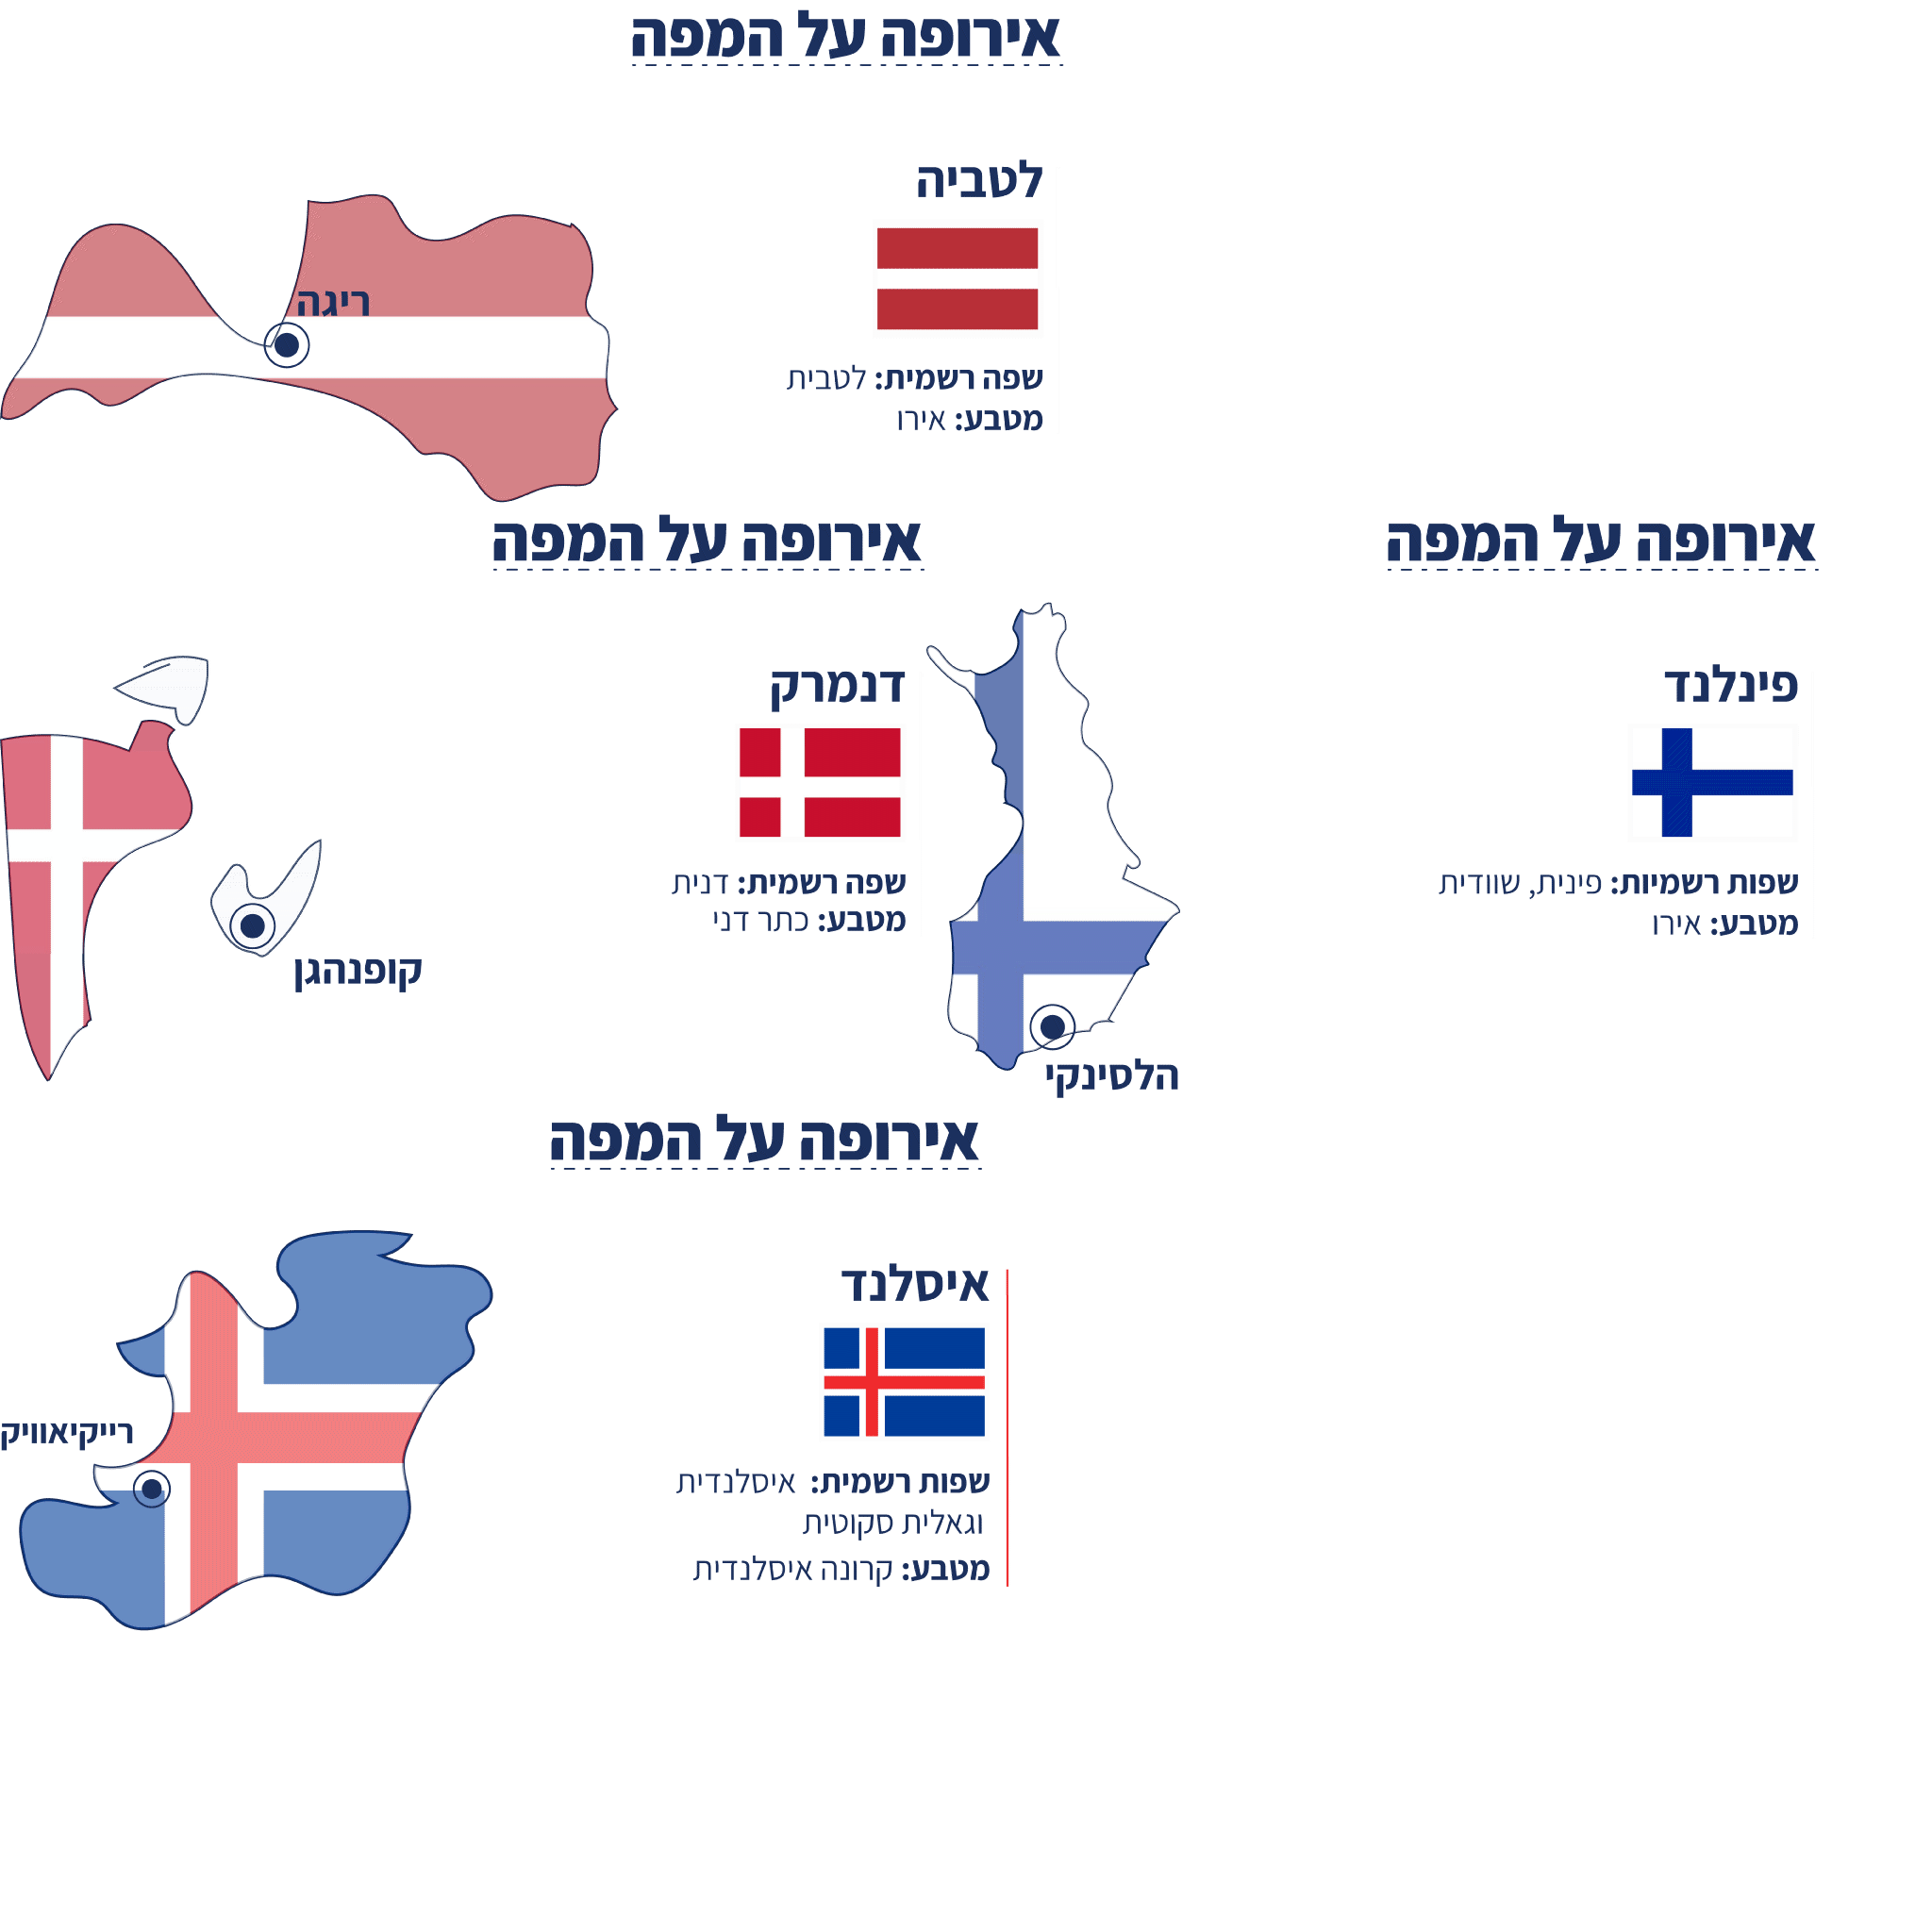 אירופה על המפה
לטביה
ריגה
שפה רשמית: לטבית
מטבע: אירו
אירופה על המפה
פינלנד
שפות רשמיות: פינית, שוודית
מטבע: אירו
הלסינקי
אירופה על המפה
דנמרק
שפה רשמית: דנית
מטבע: כתר דני
קופנהגן
אירופה על המפה
איסלנד
רייקיאוויק
שפות רשמית: איסלנדית
וגאלית סקוטית
מטבע: קרונה איסלנדית